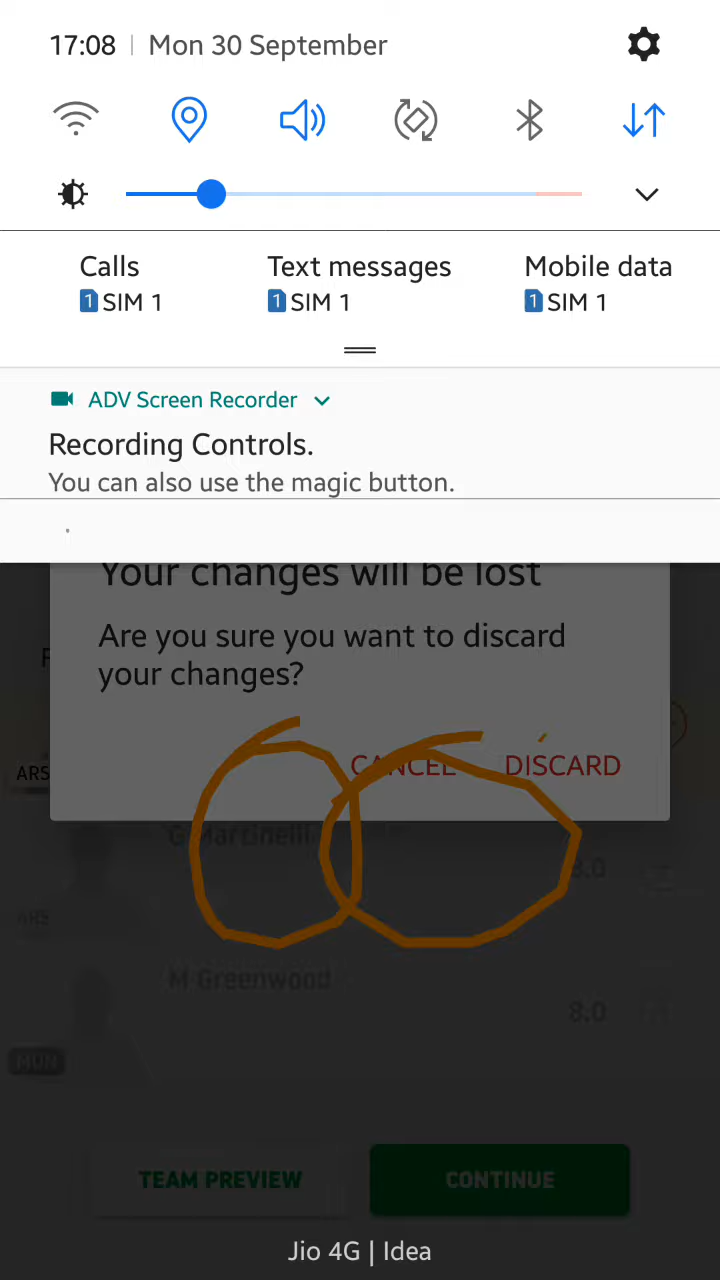 17:08 | Mon 30 September
Calls
1 SIM 1
Text messages
1 SIM 1
Mobile data
1 SIM 1
ADV Screen Recorder
Recording Controls.
You can also use the magic button.
Your changes will be lost
Are you sure you want to discard
your changes?
CANCEL DISCARD
ARS
G Martinelli
8.0
ARS
M Greenwood
8.0
MUN
TEAM PREVIEW
CONTINUE
Jio 4G | Idea